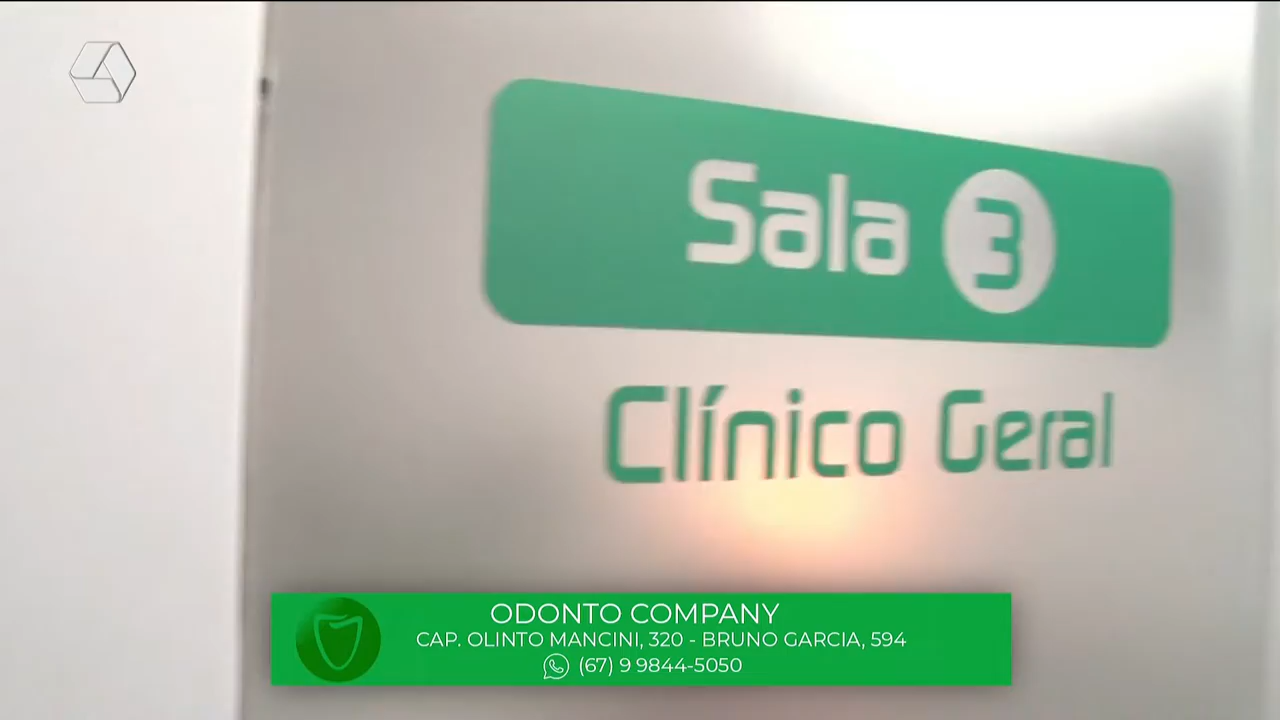 Sala 3
Clínico Geral
ODONTO COMPANY
CAP. OLINTO MANCINI, 320 - BRUNO GARCIA, 594
(67) 9 9844-5050